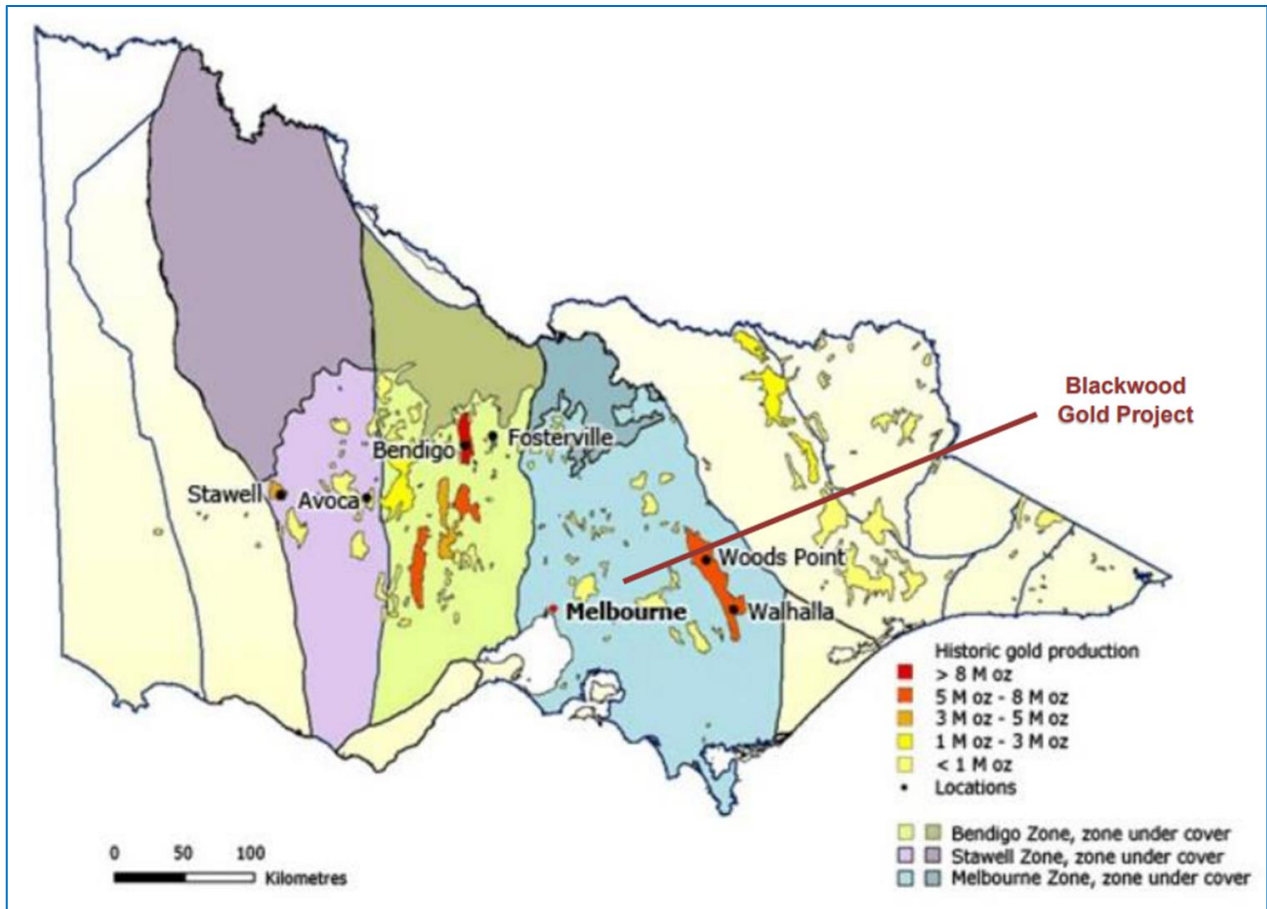 Blackwood
Gold Project
Bendigo
Fosterville
Stawell
Avoca
Woods Point
Melbourne
Walhalla
Historic gold production
> 8 M oz
5 M oz - 8 M oz
3 M oz - 5 M oz
1 M oz - 3 M oz
< 1 M oz
Locations
Bendigo Zone, zone under cover
Stawell Zone, zone under cover
Melbourne Zone, zone under cover
0 50 100
Kilometres